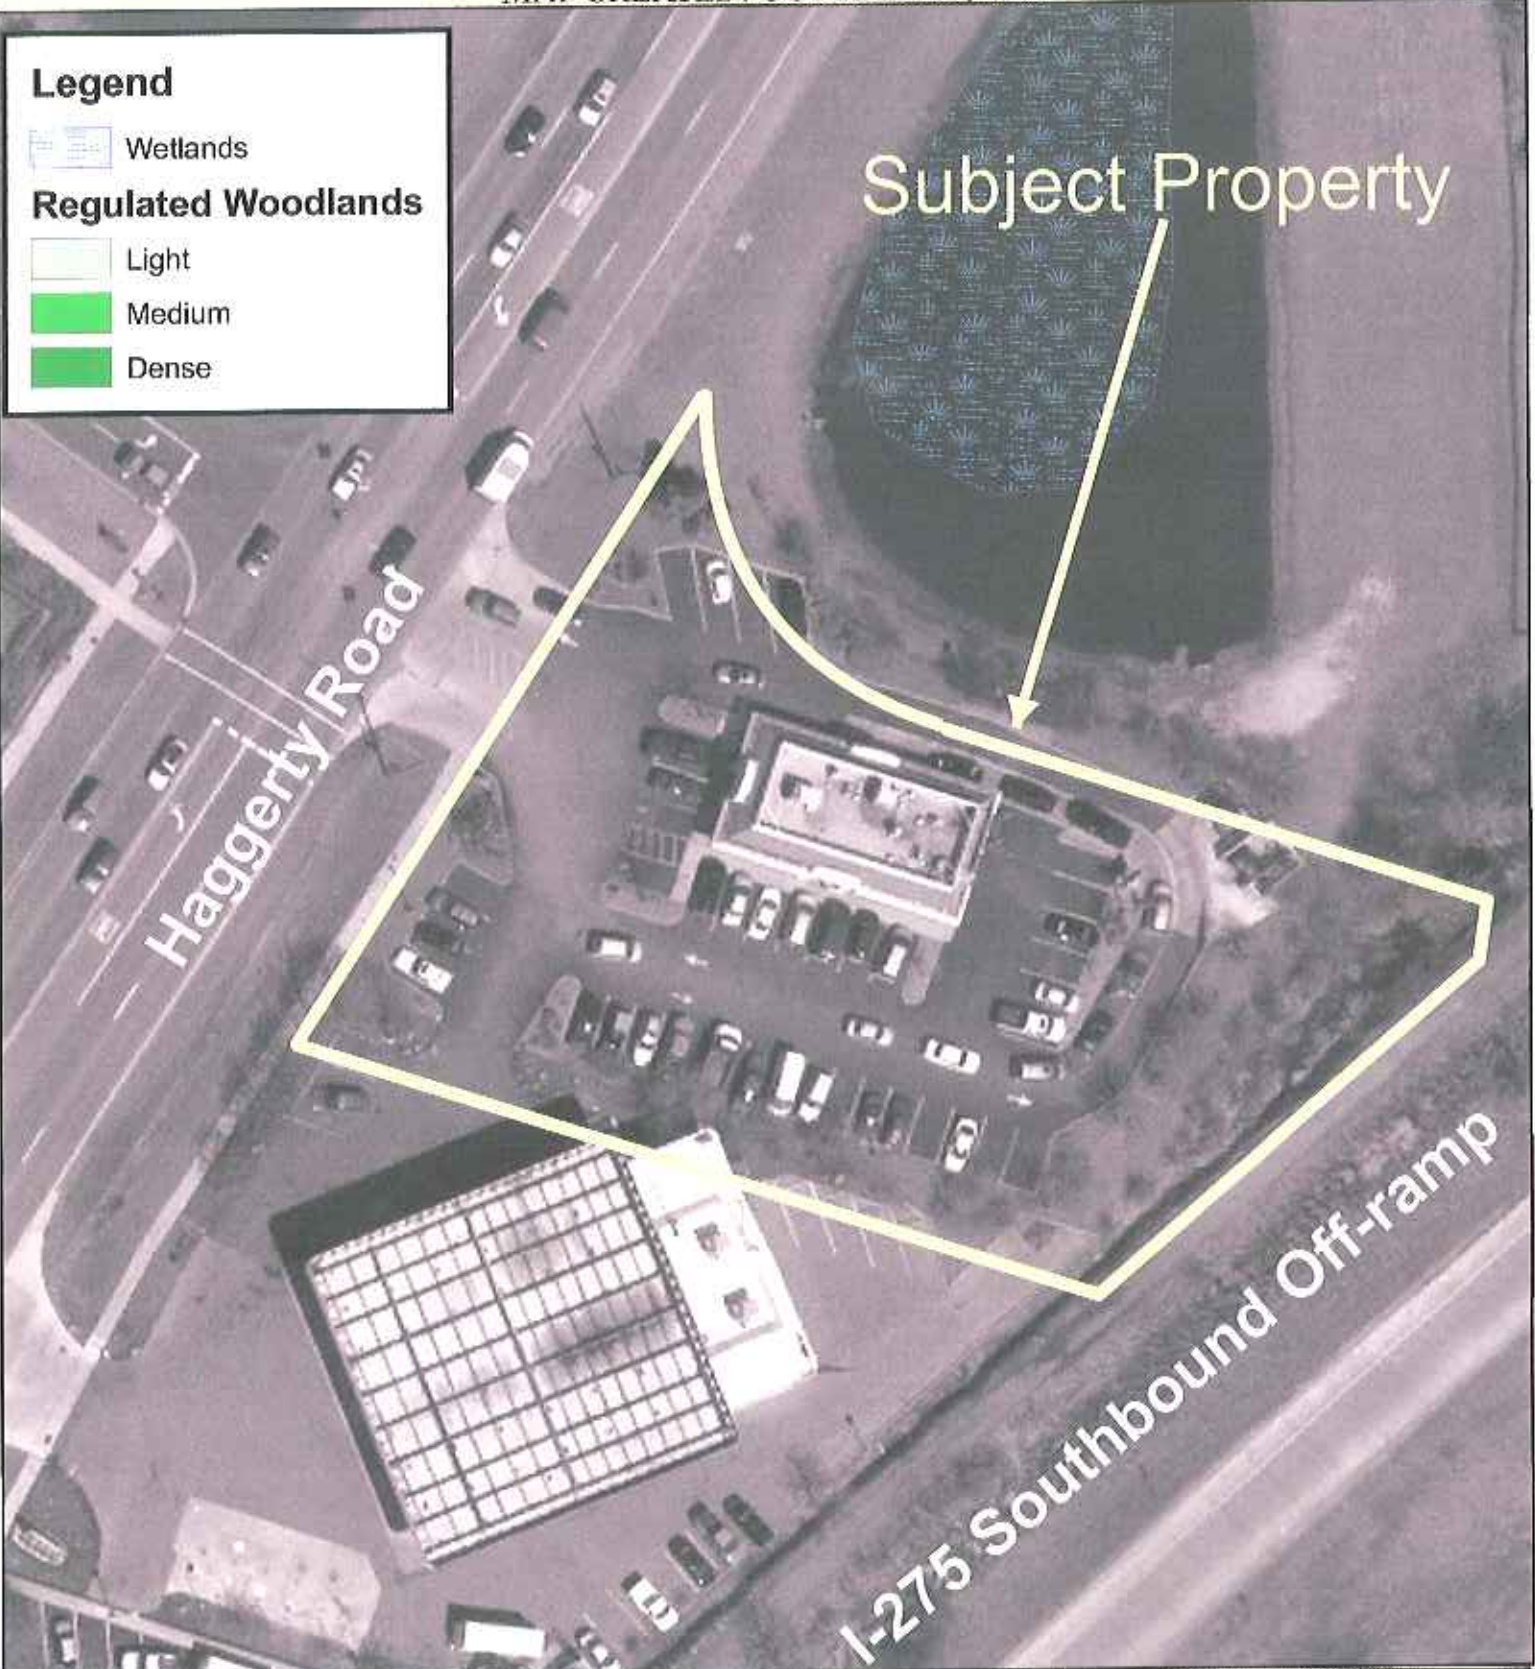 Legend
Wetlands
Regulated Woodlands
Light
Medium
Dense
Subject Property
Haggerty Road
I-275 Southbound Off-ramp